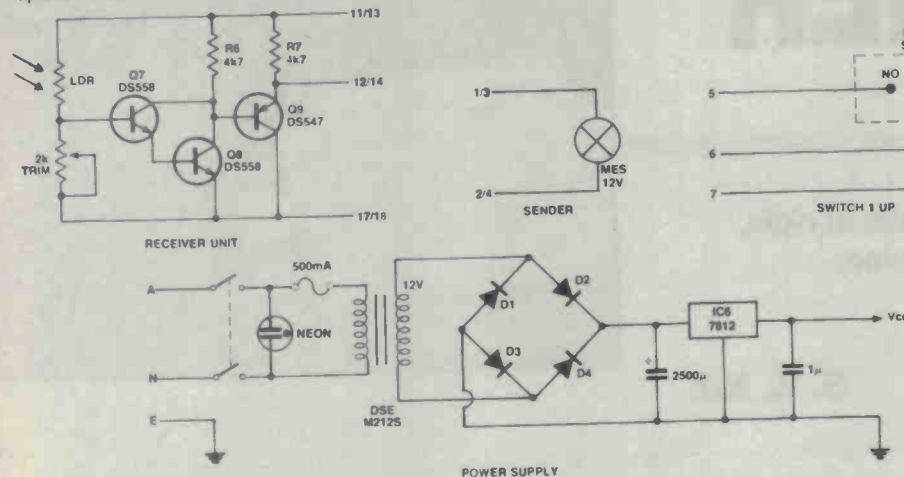 11/13
R6
4k7
R7
4k7
LDR
Q7
DS558
12/14
Q9
DS547
Q8
DS558
2k
TRIM
17/16
RECEIVER UNIT
1/3
MES
12V
2/4
SENDER
NO
5
6
7
SWITCH 1 UP
500mA
A
NEON
N
E
12V
DSE
M212S
D1
D2
D3
D4
+
2500µ
IC6
7812
1µ
POWER SUPPLY